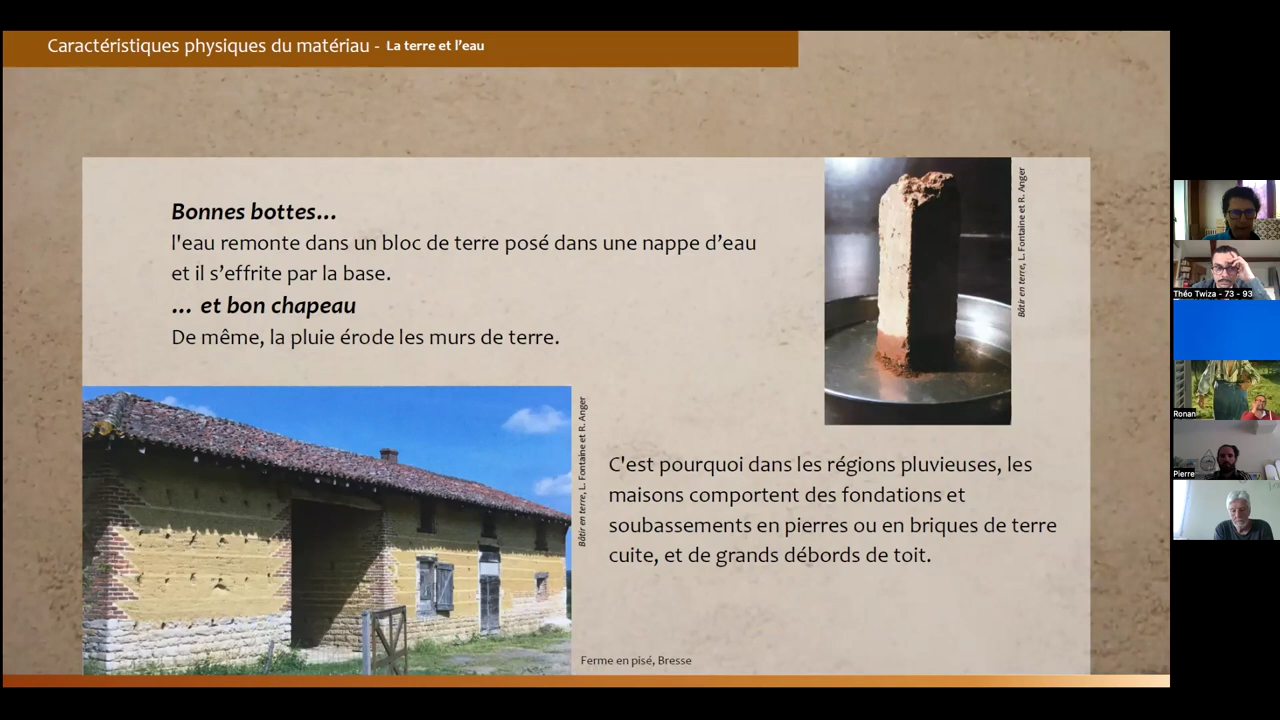 Caractéristiques physiques du matériau - La terre et l'eau
Bonnes bottes...
l'eau remonte dans un bloc de terre posé dans une nappe d'eau
et il s'effrite par la base.
... et bon chapeau
De même, la pluie érode les murs de terre.
Bâtir en terre, L. Fontaine et R. Anger
Bâtir en terre, L. Fontaine et R. Anger
C'est pourquoi dans les régions pluvieuses, les
maisons comportent des fondations et
soubassements en pierres ou en briques de terre
cuite, et de grands débords de toit.
Ferme en pisé, Bresse
Théo Twiza - 73 - 93
Ronan
Pierre